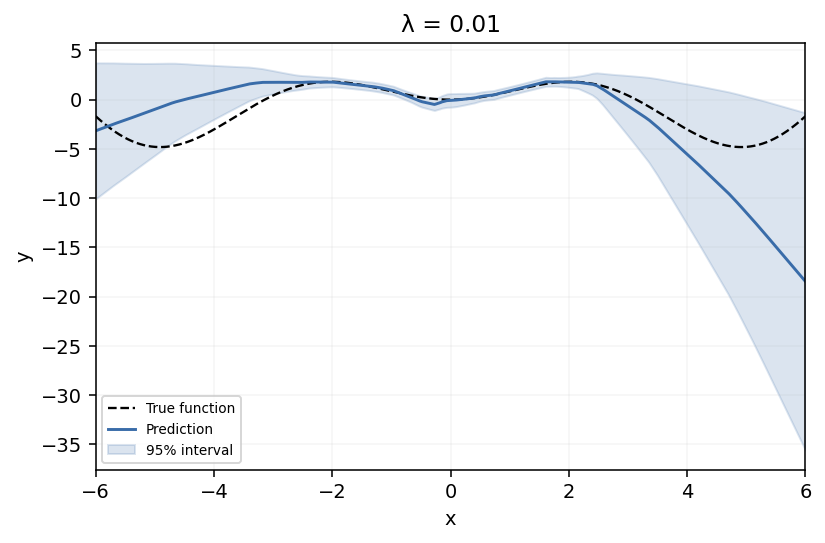 λ = 0.01
5
0
−5
−10
−15
−20
−25
−30
−35
y
True function
Prediction
95% interval
−6 −4 −2 0 2 4 6
x